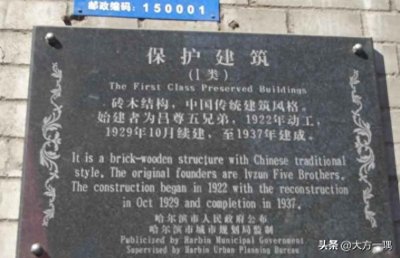 邮政编码：150001
保护建筑
(I类)
The First Class Preserved Buildings
砖木结构，中国传统建筑风格。
始建者为吕尊五兄弟，1922年动工，
1929年10月续建，至1937年建成。
It is a brick-wooden structure with Chinese traditional
style. The original founders are lvzun Five Brothers.
The construction began in 1922 with the reconstruction
in Oct 1929 and completion in 1937.
哈尔滨市人民政府公布
哈尔滨市城市规划局监制
Publicized by Harbin Municipal Government
Supervised by Harbin Urban Planning Bureau
头条 @大方一隅